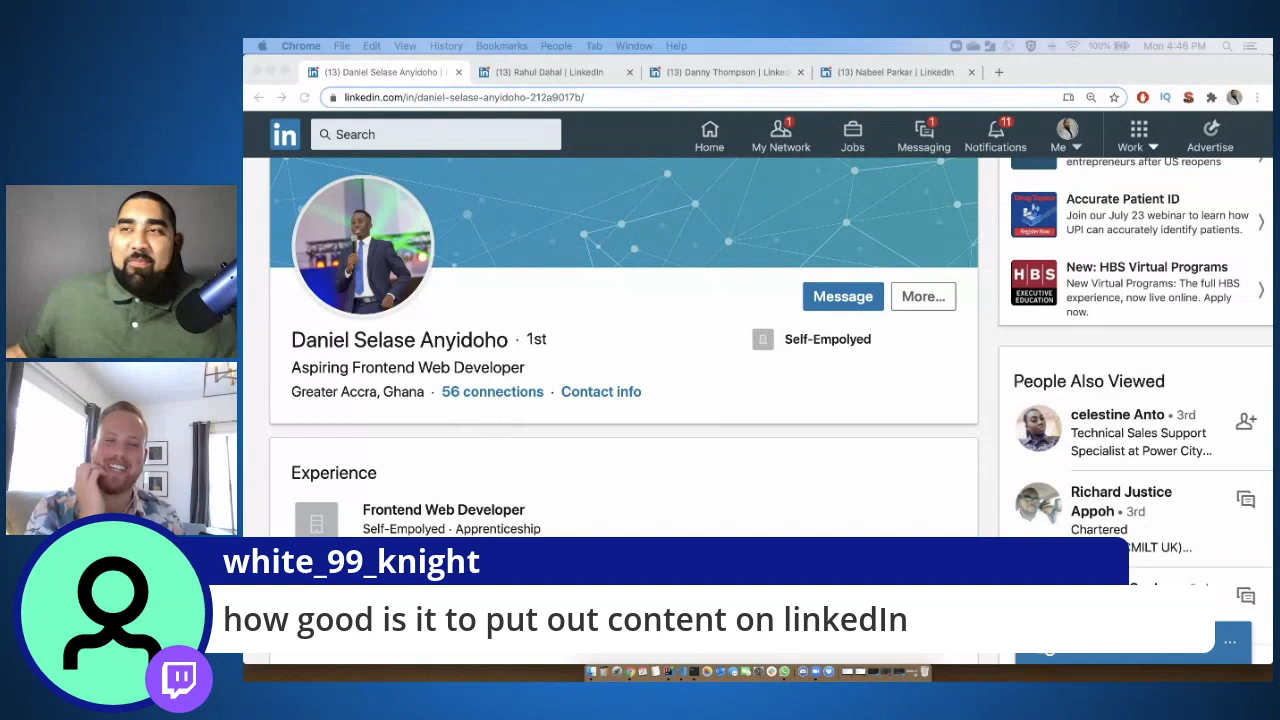 Chrome File Edit View History Bookmarks People Tab Window Help
100% Mon 4:46 PM
(13) Daniel Selase Anyidoho |
(13) Rahul Dahal | LinkedIn
(13) Danny Thompson | Linked
(13) Nabeel Parkar | LinkedIn
linkedin.com/in/daniel-selase-anyidoho-212a9017b/
in
Search
Home
My Network
1
Jobs
Messaging
1
Notifications
11
Me
Work
Advertise
entrepreneurs after US reopens
Accurate Patient ID
Join our July 23 webinar to learn how
UPI can accurately identify patients.
New: HBS Virtual Programs
HBS
EXECUTIVE
EDUCATION
New Virtual Programs: The full HBS
experience, now live online. Apply
now.
Message
More...
Daniel Selase Anyidoho · 1st
Self-Empolyed
Aspiring Frontend Web Developer
Greater Accra, Ghana · 56 connections · Contact info
People Also Viewed
celestine Anto • 3rd
Technical Sales Support
Specialist at Power City...
Richard Justice
Appoh • 3rd
Chartered
CMILT UK)...
Experience
Frontend Web Developer
Self-Empolyed · Apprenticeship
white_99_knight
how good is it to put out content on linkedIn